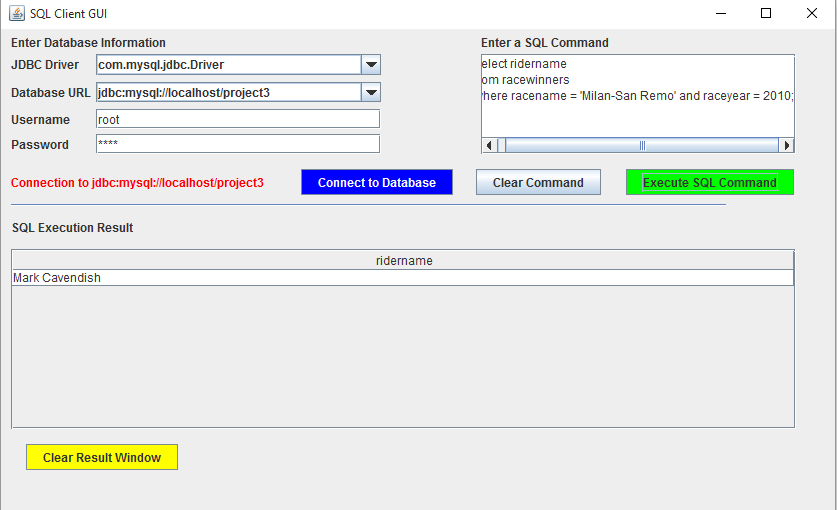 SQL Client GUI
Enter Database Information
JDBC Driver com.mysql.jdbc.Driver
Database URL jdbc:mysql://localhost/project3
Username root
Password ****
Enter a SQL Command
elect ridername
om racewinners
where racename = 'Milan-San Remo' and raceyear = 2010;
Connection to jdbc:mysql://localhost/project3
Connect to Database
Clear Command
Execute SQL Command
SQL Execution Result
ridername
Mark Cavendish
Clear Result Window